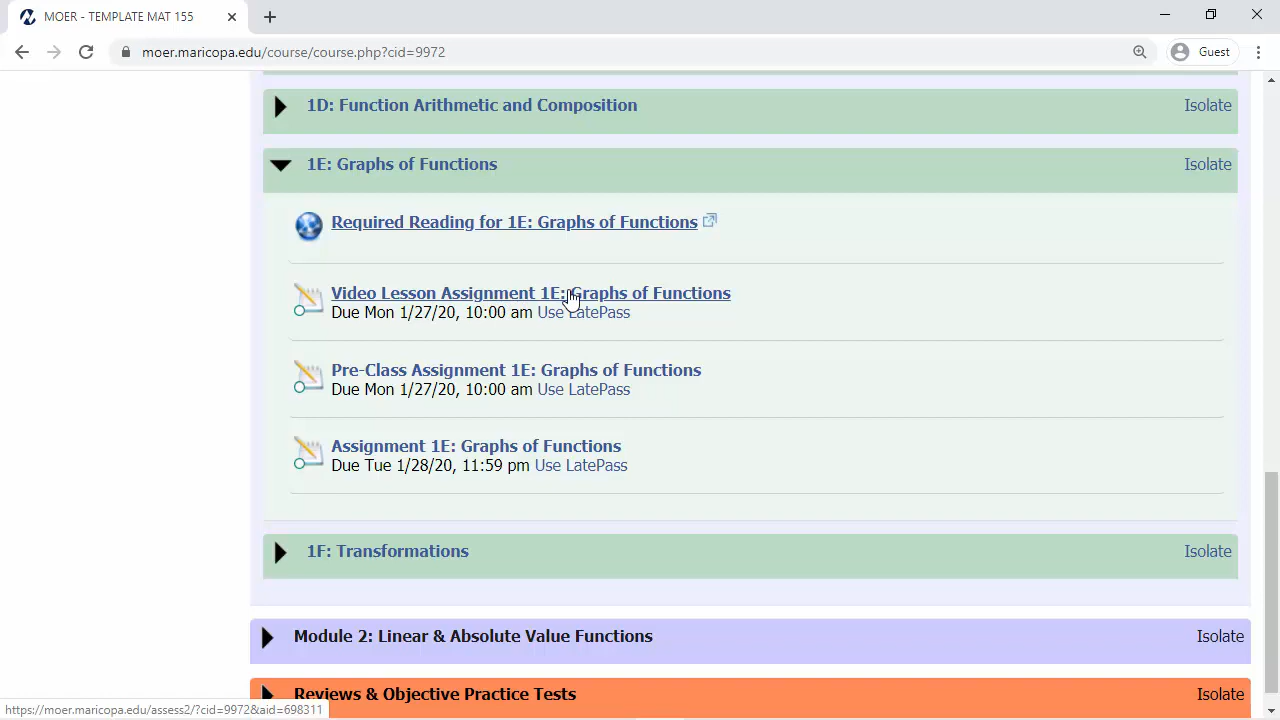 MOER - TEMPLATE MAT 155
moer.maricopa.edu/course/course.php?cid=9972
Guest
1D: Function Arithmetic and Composition
Isolate
1E: Graphs of Functions
Isolate
Required Reading for 1E: Graphs of Functions
Video Lesson Assignment 1E: Graphs of Functions
Due Mon 1/27/20, 10:00 am Use LatePass
Pre-Class Assignment 1E: Graphs of Functions
Due Mon 1/27/20, 10:00 am Use LatePass
Assignment 1E: Graphs of Functions
Due Tue 1/28/20, 11:59 pm Use LatePass
1F: Transformations
Isolate
Module 2: Linear & Absolute Value Functions
Isolate
Reviews & Objective Practice Tests
Isolate
https://moer.maricopa.edu/assess2/?cid=9972&aid=698311